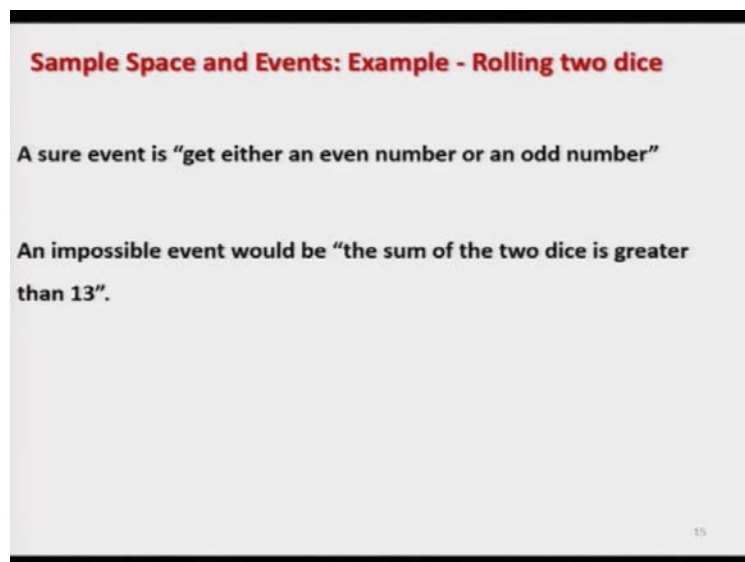 Sample Space and Events: Example - Rolling two dice
A sure event is “get either an even number or an odd number”
An impossible event would be “the sum of the two dice is greater
than 13”.
15